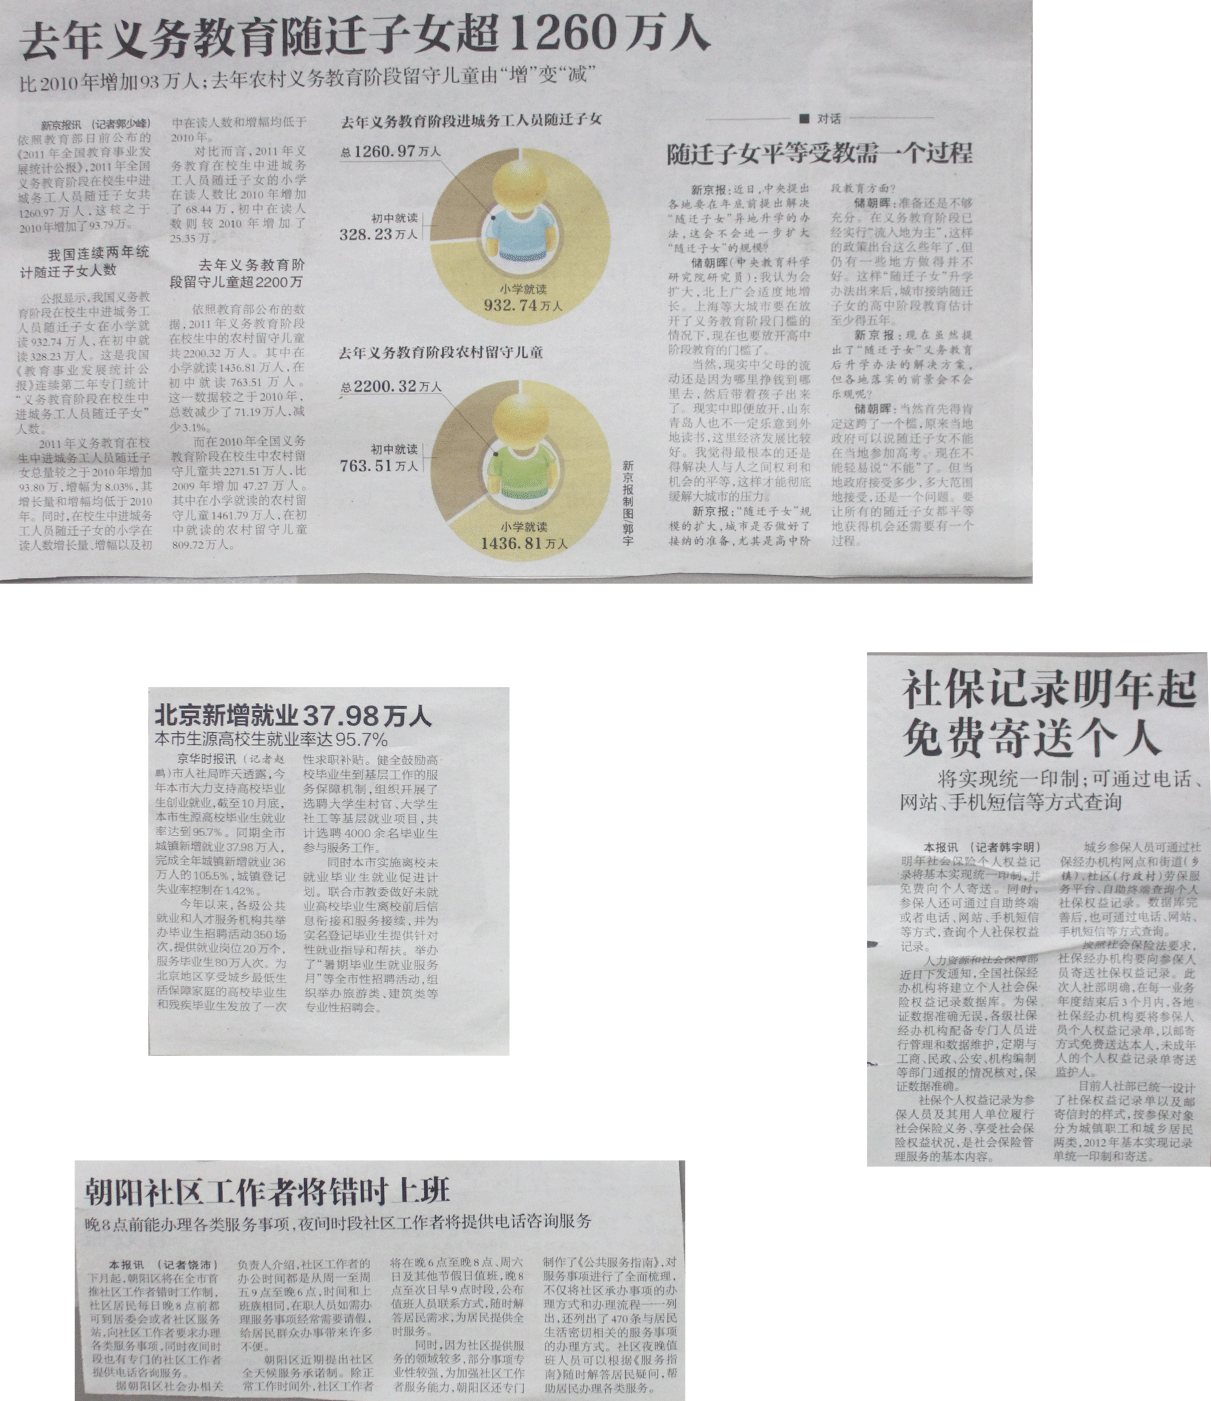 去年义务教育随迁子女超1260万人
比2010年增加93万人;去年农村义务教育阶段留守儿童由“增”变“减”
新京报讯 (记者郭少峰)
依照教育部日前公布的
《2011年全国教育事业发
展统计公报》,2011年全国
义务教育阶段在校生中进
城务工人员随迁子女共
1260.97万人,这较之于
2010年增加了93.79万。
我国连续两年统
计随迁子女人数
公报显示,我国义务教
育阶段在校生中进城务工
人员随迁子女在小学就
读932.74万人,在初中就
读328.23万人。这是我国
《教育事业发展统计公
报》连续第二年专门统计
“义务教育阶段在校生中
进城务工人员随迁子女”
人数。
2011年义务教育在校
生中进城务工人员随迁子
女总量较之于2010年增加
93.80万,增幅为8.03%,其
增长量和增幅均低于2010
年。同时,在校生中进城务
工人员随迁子女的小学在
读人数增长量、增幅以及初
中在读人数和增幅均低于
2010年。
对比而言,2011年义
务教育在校生中进城务
工人员随迁子女的小学
在读人数比2010年增加
了68.44万,初中在读人
数则较2010年增加了
25.35万。
去年义务教育阶
段留守儿童超2200万
依照教育部公布的数
据,2011年义务教育阶段
在校生中的农村留守儿童
共2200.32万人。其中在
小学就读1436.81万人,在
初中就读763.51万人。
这一数据较之于2010年,
总数减少了71.19万人,减
少3.1%。
而在2010年全国义务
教育阶段在校生中农村留
守儿童共2271.51万人,比
2009年增加47.27万人。
其中在小学就读的农村留
守儿童1461.79万人,在初
中就读的农村留守儿童
809.72万人。
去年义务教育阶段进城务工人员随迁子女
总1260.97万人
初中就读
328.23万人
小学就读
932.74万人
去年义务教育阶段农村留守儿童
总2200.32万人
初中就读
763.51万人
小学就读
1436.81万人
新京报制图/郭宇
■ 对话
随迁子女平等受教需一个过程
新京报:近日,中央提出
各地要在年底前提出解决
“随迁子女”异地升学的办
法,这会不会进一步扩大
“随迁子女”的规模?
储朝晖(中央教育科学
研究院研究员):我认为会
扩大,北上广会适度地增
长。上海等大城市要在放
开了义务教育阶段门槛的
情况下,现在也要放开高中
阶段教育的门槛了。
当然,现实中父母的流
动还是因为哪里挣钱到哪
里去,然后带着孩子出来
了。现实中即便放开,山东
青岛人也不一定乐意到外
地读书,这里经济发展比较
好。我觉得最根本的还是
得解决人与人之间权利和
机会的平等,这样才能彻底
缓解大城市的压力。
新京报:“随迁子女”规
模的扩大,城市是否做好了
接纳的准备,尤其是高中阶
段教育方面?
储朝晖:准备还是不够
充分。在义务教育阶段已
经实行“流入地为主”,这样
的政策出台这么些年了,但
仍有一些地方做得并不
好。这样“随迁子女”升学
办法出来后,城市接纳随迁
子女的高中阶段教育估计
至少得五年。
新京报:现在虽然提
出了“随迁子女”义务教育
后升学办法的解决方案,
但各地落实的前景会不会
乐观呢?
储朝晖:当然首先得肯
定这跨了一个槛,原来当地
政府可以说随迁子女不能
在当地参加高考。现在不
能轻易说“不能”了。但当
地政府接受多少,多大范围
地接受,还是一个问题。要
让所有的随迁子女都平等
地获得机会还需要有一个
过程。
北京新增就业37.98万人
本市生源高校生就业率达95.7%
京华时报讯(记者赵
鹏)市人社局昨天透露,今
年本市大力支持高校毕业
生创业就业,截至10月底,
本市生源高校毕业生就业
率达到95.7%。同期全市
城镇新增就业37.98万人,
完成全年城镇新增就业36
万人的105.5%,城镇登记
失业率控制在1.42%。
今年以来,各级公共
就业和人才服务机构共举
办毕业生招聘活动350场
次,提供就业岗位20万个,
服务毕业生80万人次。为
北京地区享受城乡最低生
活保障家庭的高校毕业生
和残疾毕业生发放了一次
性求职补贴。健全鼓励高
校毕业生到基层工作的服
务保障机制,组织开展了
选聘大学生村官、大学生
社工等基层就业项目,共
计选聘4000余名毕业生
参与服务工作。
同时本市实施离校未
就业毕业生就业促进计
划。联合市教委做好未就
业高校毕业生离校前后信
息衔接和服务接续,并为
实名登记毕业生提供针对
性就业指导和帮扶。举办
了“暑期毕业生就业服务
月”等全市性招聘活动,组
织举办旅游类、建筑类等
专业性招聘会。
社保记录明年起
免费寄送个人
将实现统一印制;可通过电话、
网站、手机短信等方式查询
本报讯 (记者韩宇明)
明年社会保险个人权益记
录将基本实现统一印制,并
免费向个人寄送。同时,
参保人还可通过自助终端
或者电话、网站、手机短信
等方式,查询个人社保权益
记录。
人力资源和社会保障部
近日下发通知,全国社保经
办机构将建立个人社会保
险权益记录数据库。为保
证数据准确无误,各级社保
经办机构配备专门人员进
行管理和数据维护,定期与
工商、民政、公安、机构编制
等部门通报的情况核对,保
证数据准确。
社保个人权益记录为参
保人员及其用人单位履行
社会保险义务、享受社会保
险权益状况,是社会保险管
理服务的基本内容。
城乡参保人员可通过社
保经办机构网点和街道(乡
镇)、社区(行政村)劳保服
务平台、自助终端查询个人
社保权益记录。数据库完
善后,也可通过电话、网站、
手机短信等方式查询。
按照社会保险法要求,
社保经办机构要向参保人
员寄送社保权益记录。此
次人社部明确,在每一业务
年度结束后3个月内,各地
社保经办机构要将参保人
员个人权益记录单,以邮寄
方式免费送达本人,未成年
人的个人权益记录单寄送
监护人。
目前人社部已统一设计
了社保权益记录单以及邮
寄信封的样式,按参保对象
分为城镇职工和城乡居民
两类,2012年基本实现记录
单统一印制和寄送。
朝阳社区工作者将错时上班
晚8点前能办理各类服务事项,夜间时段社区工作者将提供电话咨询服务
本报讯 (记者饶沛)
下月起,朝阳区将在全市首
推社区工作者错时工作制,
社区居民每日晚8点前都
可到居委会或者社区服务
站,向社区工作者要求办理
各类服务事项,同时夜间时
段也有专门的社区工作者
提供电话咨询服务。
据朝阳区社会办相关
负责人介绍,社区工作者的
办公时间都是从周一至周
五9点至晚6点,时间和上
班族相同,在职人员如需办
理服务事项经常需要请假,
给居民群众办事带来许多
不便。
朝阳区近期提出社区
全天候服务承诺制。除正
常工作时间外,社区工作者
将在晚6点至晚8点、周六
日及其他节假日值班,晚8
点至次日早9点时段,公布
值班人员联系方式,随时解
答居民需求,为居民提供全
时服务。
同时,因为社区提供服
务的领域较多,部分事项专
业性较强,为加强社区工作
者服务能力,朝阳区还专门
制作了《公共服务指南》,对
服务事项进行了全面梳理,
不仅将社区承办事项的办
理方式和办理流程一一列
出,还列出了470条与居民
生活密切相关的服务事项
的办理方式。社区夜晚值
班人员可以根据《服务指
南》随时解答居民疑问,帮
助居民办理各类服务。